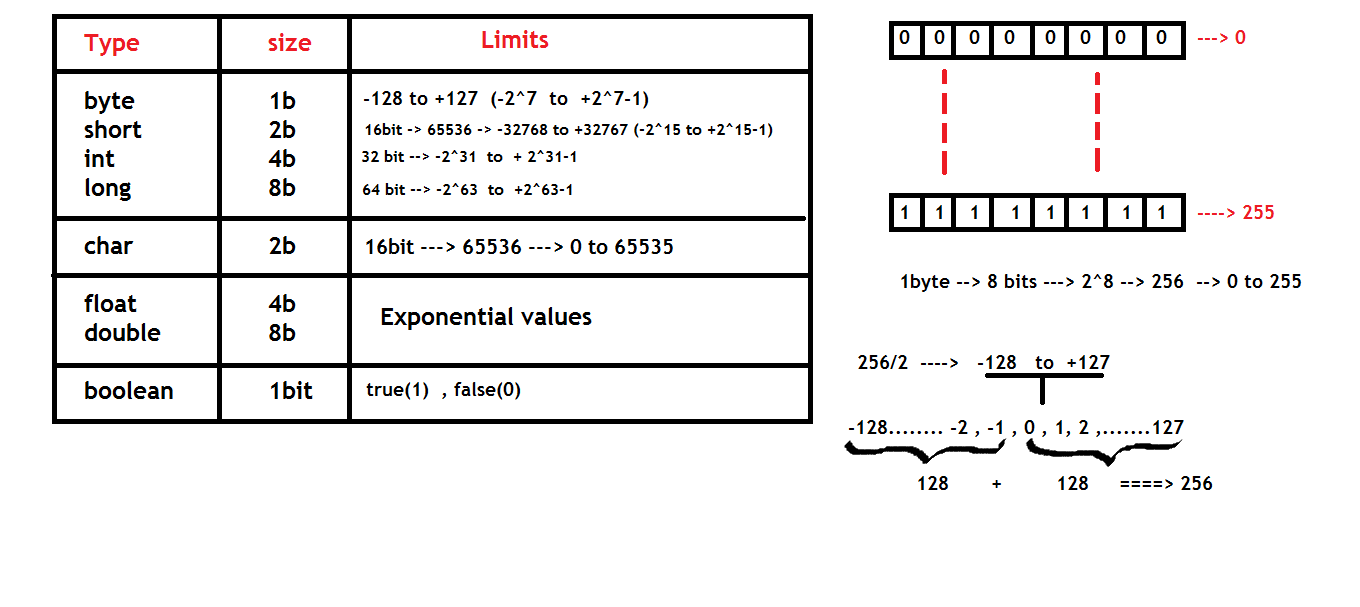 Type size Limits
byte 1b -128 to +127 (-2^7 to +2^7-1)
short 2b 16bit -> 65536 -> -32768 to +32767 (-2^15 to +2^15-1)
int 4b 32 bit --> -2^31 to + 2^31-1
long 8b 64 bit --> -2^63 to +2^63-1
char 2b 16bit ---> 65536 ---> 0 to 65535
float 4b
double 8b
Exponential values
boolean 1bit true(1) , false(0)
0 0 0 0 0 0 0 0 ---> 0
1 1 1 1 1 1 1 1 ----> 255
1byte --> 8 bits ---> 2^8 --> 256 --> 0 to 255
256/2 ----> -128 to +127
-128........ -2 , -1 , 0 , 1, 2 ,.......127
128 + 128 ====> 256